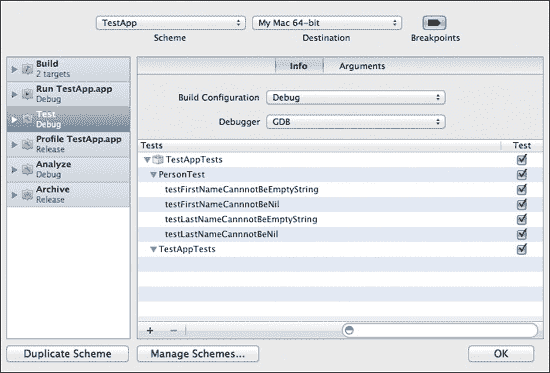 TestApp
My Mac 64-bit
Scheme
Destination
Breakpoints
Build
2 targets
Run TestApp.app
Debug
Test
Debug
Profile TestApp.app
Release
Analyze
Debug
Archive
Release
Info
Arguments
Build Configuration
Debug
Debugger
GDB
Tests
Test
TestAppTests
PersonTest
testFirstNameCannnotBeEmptyString
testFirstNameCannnotBeNil
testLastNameCannnotBeEmptyString
testLastNameCannnotBeNil
TestAppTests
+ −
Duplicate Scheme
Manage Schemes...
OK